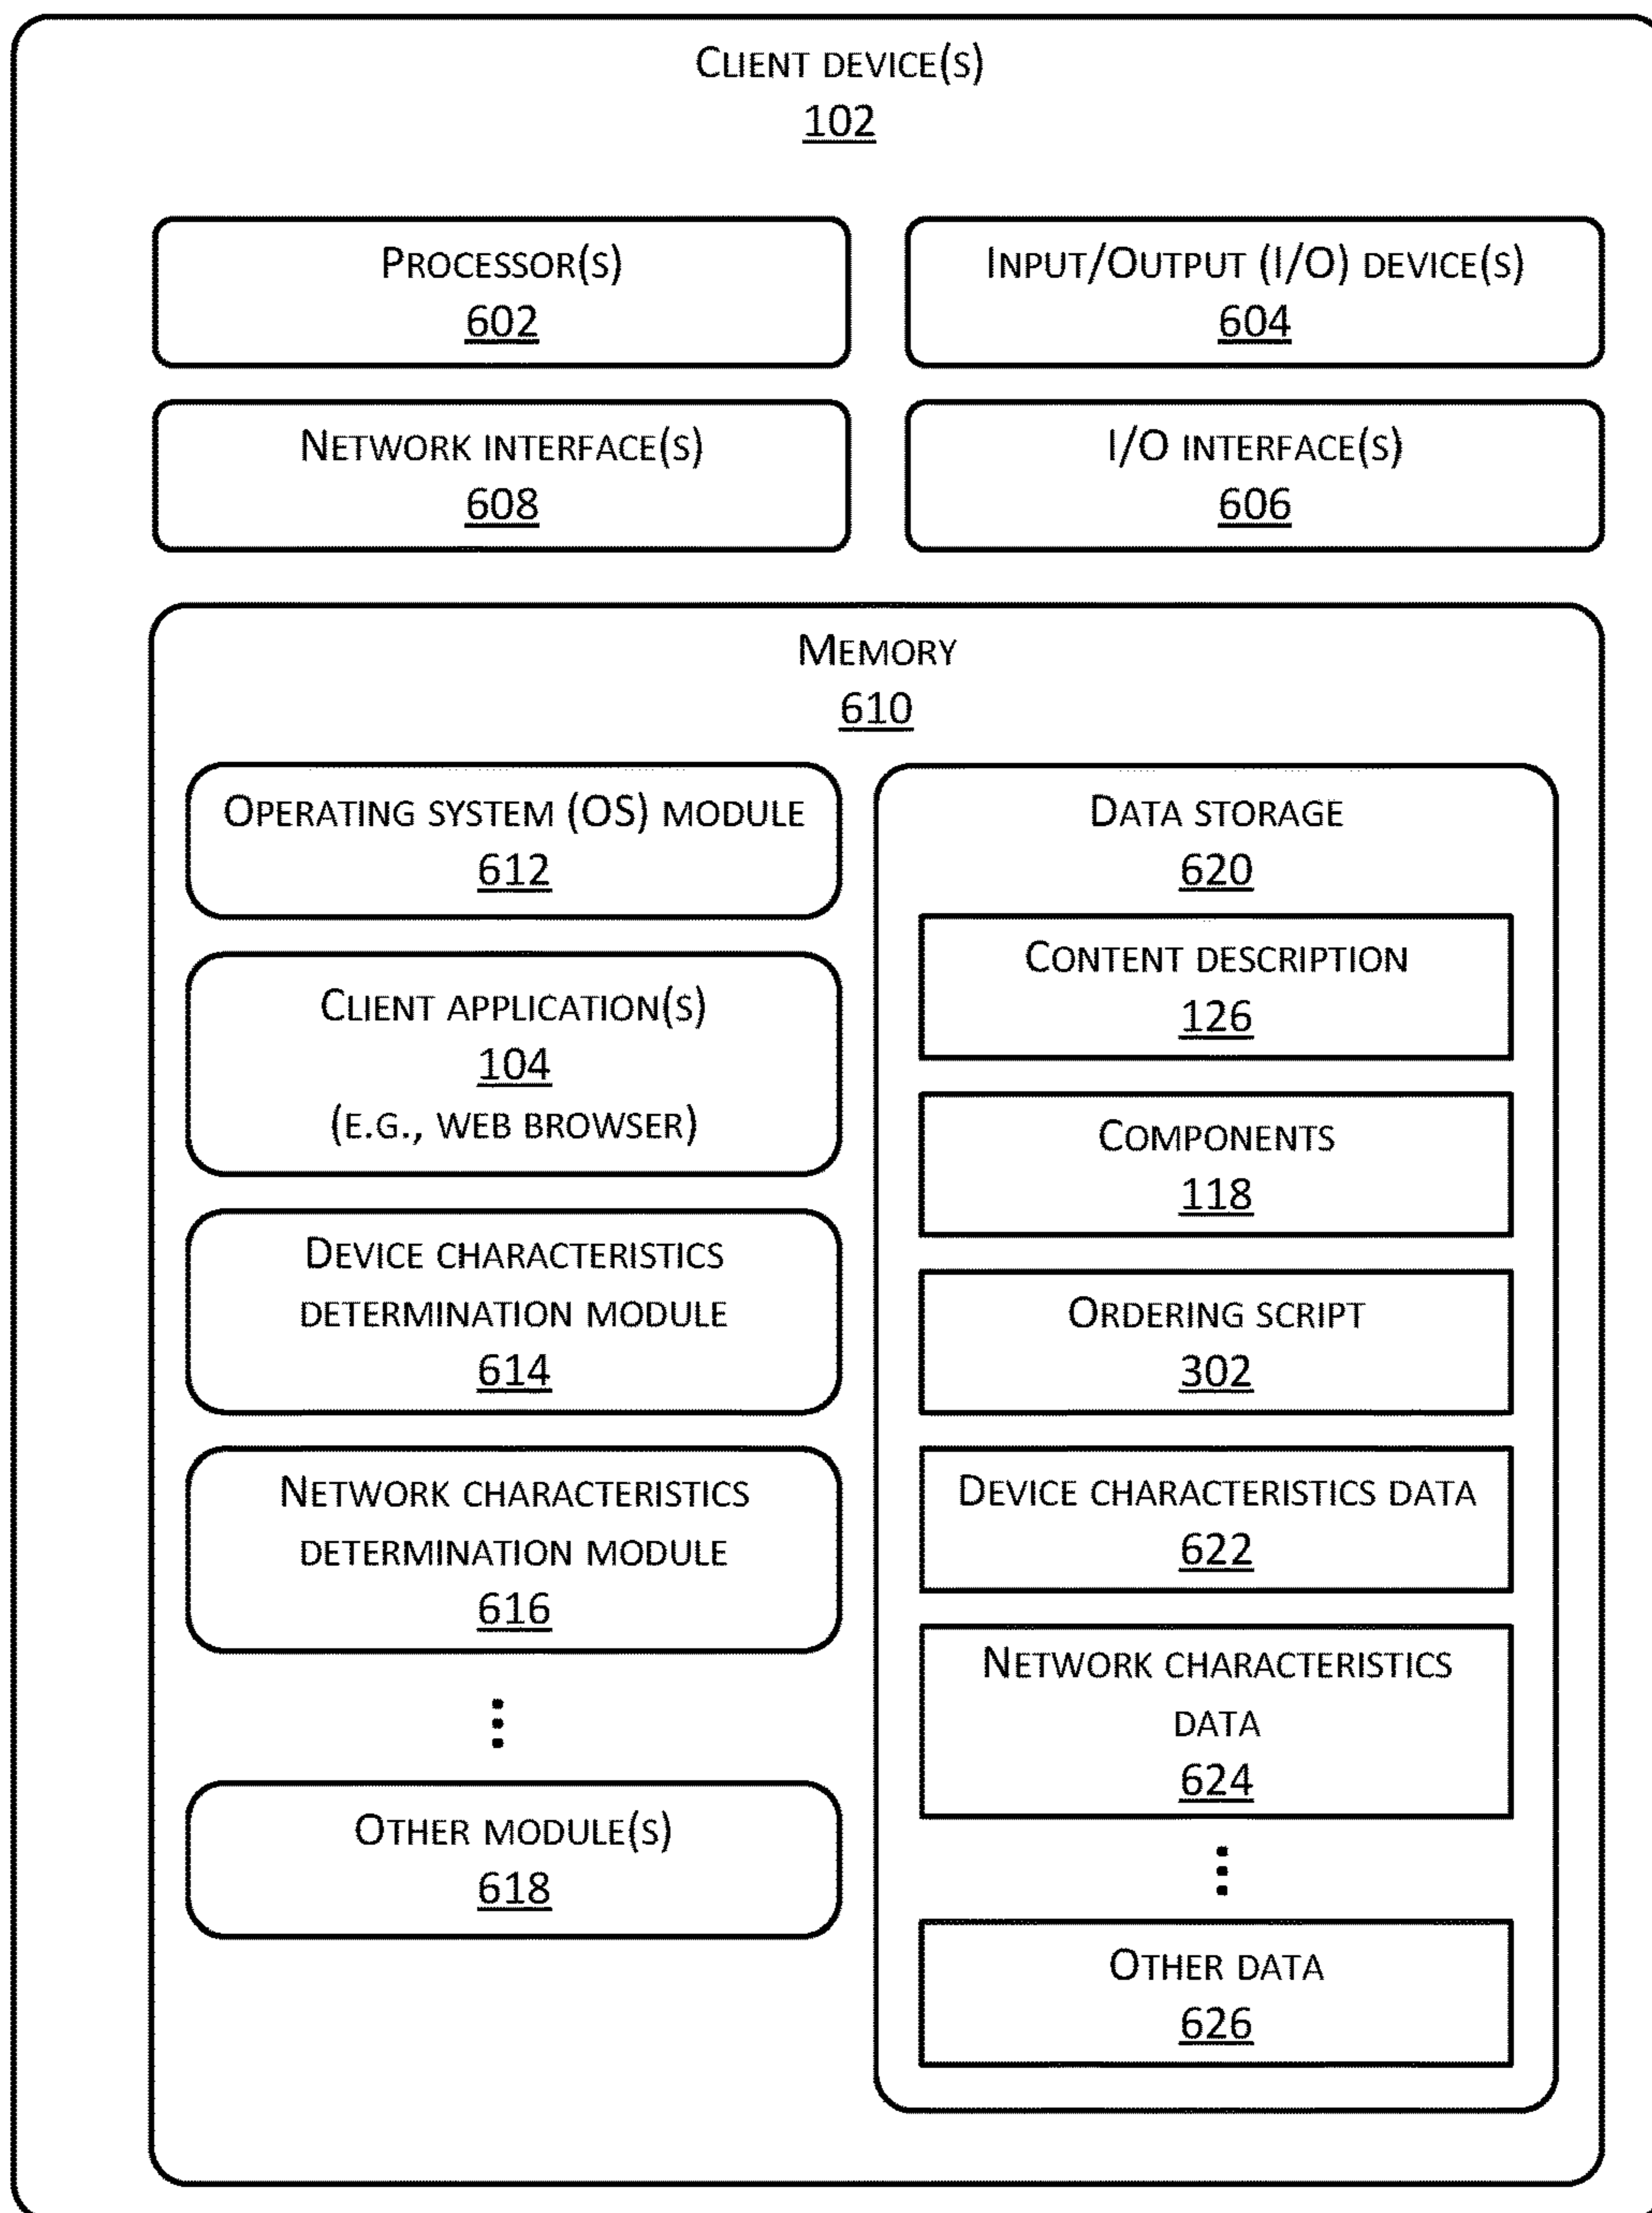 CLIENT DEVICE(S)
102
PROCESSOR(S)
602
INPUT/OUTPUT (I/O) DEVICE(S)
604
NETWORK INTERFACE(S)
608
I/O INTERFACE(S)
606
MEMORY
610
OPERATING SYSTEM (OS) MODULE
612
CLIENT APPLICATION(S)
104
(E.G., WEB BROWSER)
DEVICE CHARACTERISTICS
DETERMINATION MODULE
614
NETWORK CHARACTERISTICS
DETERMINATION MODULE
616
OTHER MODULE(S)
618
DATA STORAGE
620
CONTENT DESCRIPTION
126
COMPONENTS
118
ORDERING SCRIPT
302
DEVICE CHARACTERISTICS DATA
622
NETWORK CHARACTERISTICS
DATA
624
OTHER DATA
626